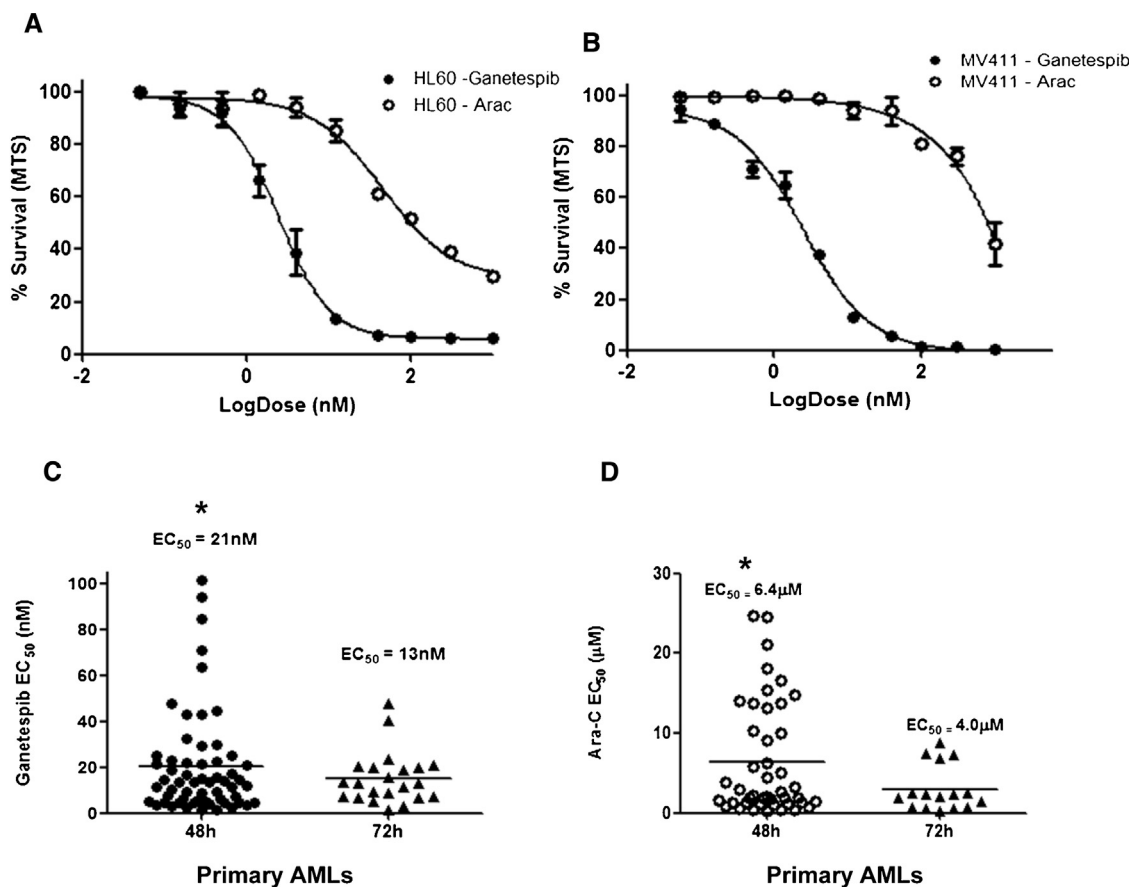 A
HL60 -Ganetespib
HL60 - Arac
% Survival (MTS)
100
80
60
40
20
0
-2
0
2
LogDose (nM)
B
MV411 - Ganetespib
MV411 - Arac
% Survival (MTS)
100
80
60
40
20
0
-2
0
2
LogDose (nM)
C
*
EC50 = 21nM
EC50 = 13nM
Ganetespib EC50 (nM)
100
80
60
40
20
0
48h
72h
Primary AMLs
D
*
EC50 = 6.4µM
EC50 = 4.0µM
Ara-C EC50 (µM)
30
20
10
0
48h
72h
Primary AMLs